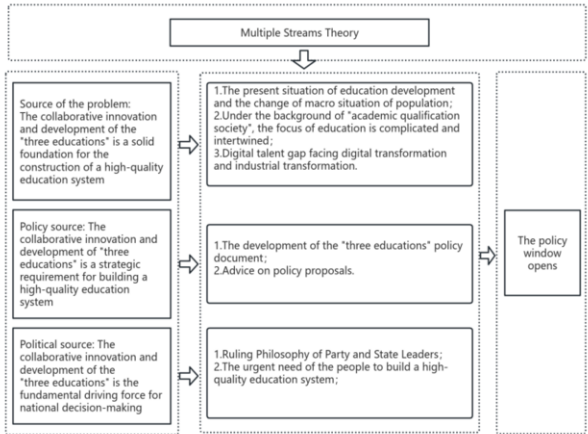 Multiple Streams Theory
Source of the problem:
The collaborative innovation
and development of the
"three educations" is a solid
foundation for the
construction of a high-quality
education system
1.The present situation of education development
and the change of macro situation of population;
2.Under the background of "academic qualification
society", the focus of education is complicated and
intertwined;
3.Digital talent gap facing digital transformation
and industrial transformation.
Policy source: The
collaborative innovation and
development of "three
educations" is a strategic
requirement for building a
high-quality education
system
1.The development of the "three educations" policy
document;
2.Advice on policy proposals.
The policy
window
opens
Political source: The
collaborative innovation and
development of the
"three educations" is the
fundamental driving force for
national decision-making
1.Ruling Philosophy of Party and State Leaders;
2.The urgent need of the people to build a high-
quality education system;